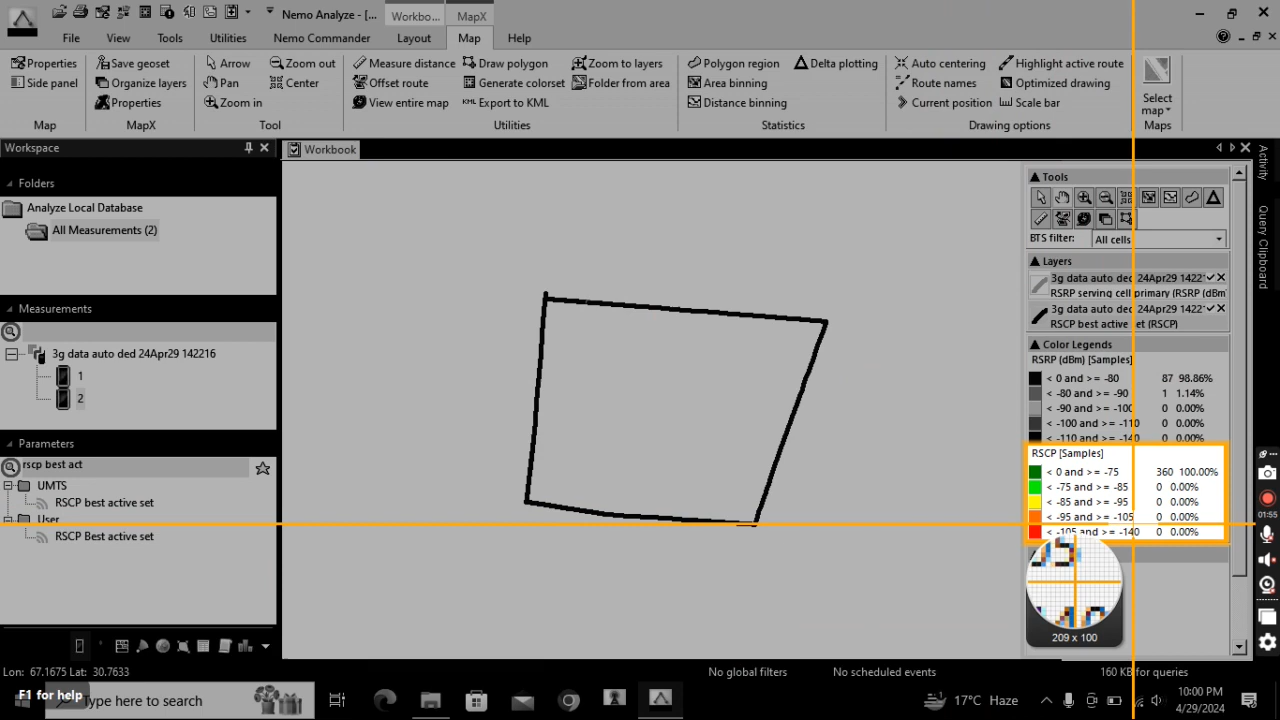 Nemo Analyze - [...
Workbo...
MapX
File View Tools Utilities Nemo Commander Layout Map Help
Properties
Side panel
Map
Save geoset
Organize layers
Properties
MapX
Arrow
Pan
Zoom in
Zoom out
Center
Tool
Measure distance
Offset route
View entire map
Draw polygon
Generate colorset
KML Export to KML
Zoom to layers
Folder from area
Utilities
Polygon region
Area binning
Distance binning
Delta plotting
Statistics
Auto centering
Route names
Current position
Highlight active route
Optimized drawing
Scale bar
Drawing options
Select
map
Maps
Workspace
Folders
Analyze Local Database
All Measurements (2)
Measurements
3g data auto ded 24Apr29 142216
1
2
Parameters
rscp best act
UMTS
RSCP best active set
User
RSCP Best active set
Workbook
Tools
BTS filter: All cells
Layers
3g data auto ded 24Apr29 1422
RSRP serving cell primary (RSRP (dBm
3g data auto ded 24Apr29 1422
RSCP best active set (RSCP)
Color Legends
RSRP (dBm) [Samples]
< 0 and >= -80 87 98.86%
< -80 and >= -90 1 1.14%
< -90 and >= -100 0 0.00%
< -100 and >= -110 0 0.00%
< -110 and >= -140 0 0.00%
RSCP [Samples]
< 0 and >= -75 360 100.00%
< -75 and >= -85 0 0.00%
< -85 and >= -95 0 0.00%
< -95 and >= -105 0 0.00%
< -105 and >= -140 0 0.00%
209 x 100
Activity
Query Clipboard
01:55
Lon: 67.1675 Lat: 30.7633
No global filters
No scheduled events
160 KB for queries
F1 for help
Type here to search
17°C Haze
10:00 PM
4/29/2024